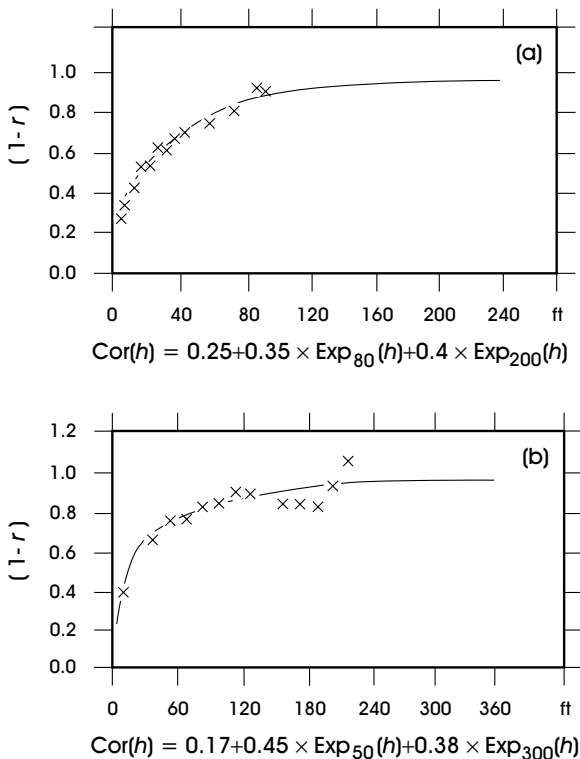 (a)
(1- r)
1.0
0.8
0.6
0.4
0.2
0.0
0 40 80 120 160 200 240 ft
Cor(h) = 0.25+0.35 × Exp80(h)+0.4 × Exp200(h)
(b)
(1- r)
1.2
1.0
0.8
0.6
0.4
0.2
0.0
0 60 120 180 240 300 360 ft
Cor(h) = 0.17+0.45 × Exp50(h)+0.38 × Exp300(h)